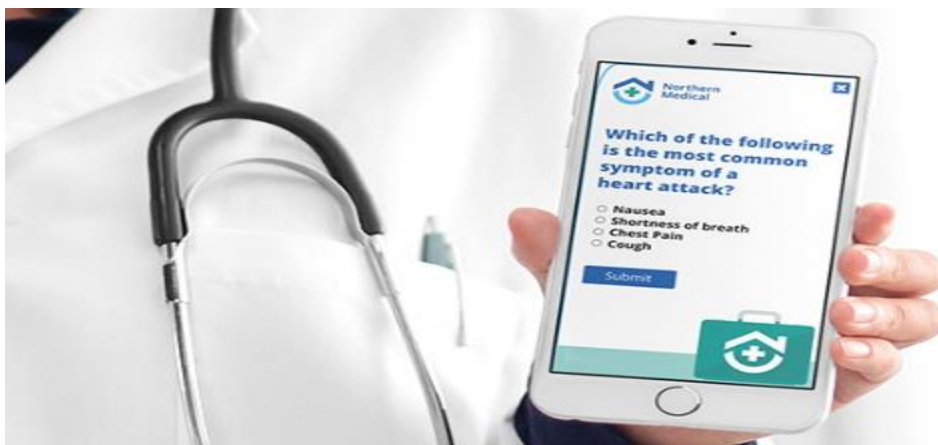 Northern
Medical
Which of the following
is the most common
symptom of a
heart attack?
Nausea
Shortness of breath
Chest Pain
Cough
Submit